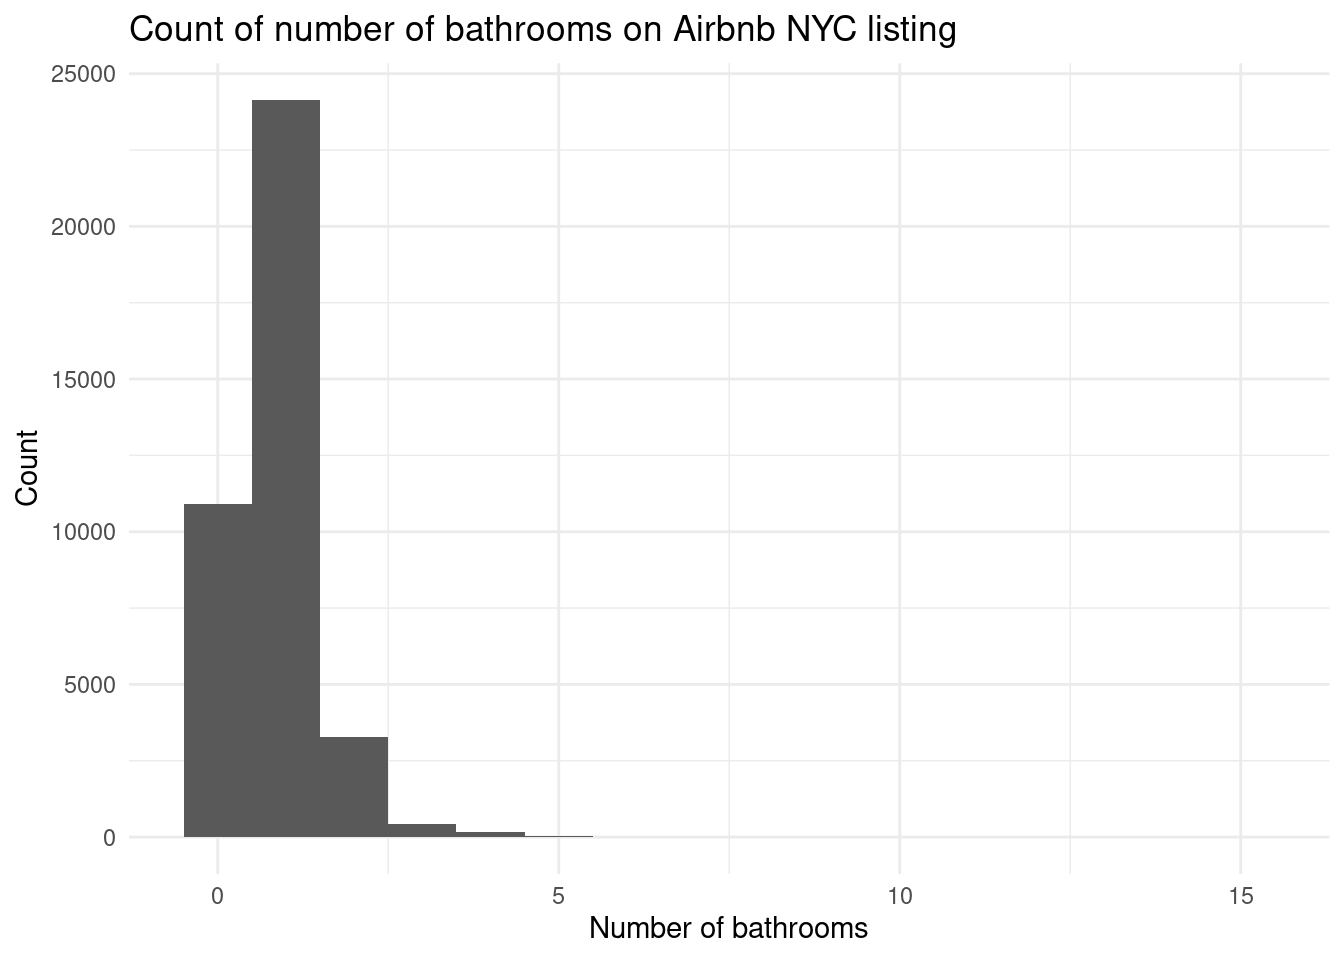 Count of number of bathrooms on Airbnb NYC listing
25000
20000
15000
10000
5000
0
Count
0 5 10 15
Number of bathrooms